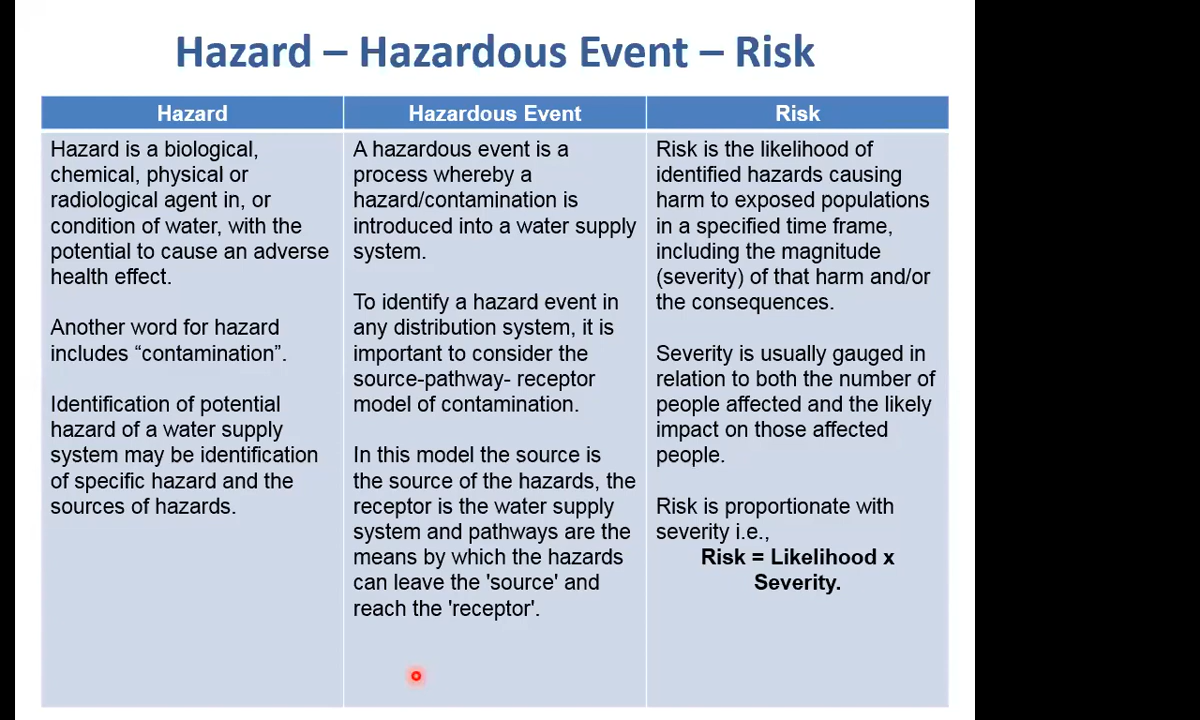 Hazard – Hazardous Event – Risk
Hazard
Hazard is a biological,
chemical, physical or
radiological agent in, or
condition of water, with the
potential to cause an adverse
health effect.
Another word for hazard
includes “contamination”.
Identification of potential
hazard of a water supply
system may be identification
of specific hazard and the
sources of hazards.
Hazardous Event
A hazardous event is a
process whereby a
hazard/contamination is
introduced into a water supply
system.
To identify a hazard event in
any distribution system, it is
important to consider the
source-pathway- receptor
model of contamination.
In this model the source is
the source of the hazards, the
receptor is the water supply
system and pathways are the
means by which the hazards
can leave the 'source' and
reach the 'receptor'.
Risk
Risk is the likelihood of
identified hazards causing
harm to exposed populations
in a specified time frame,
including the magnitude
(severity) of that harm and/or
the consequences.
Severity is usually gauged in
relation to both the number of
people affected and the likely
impact on those affected
people.
Risk is proportionate with
severity i.e.,
Risk = Likelihood x
Severity.